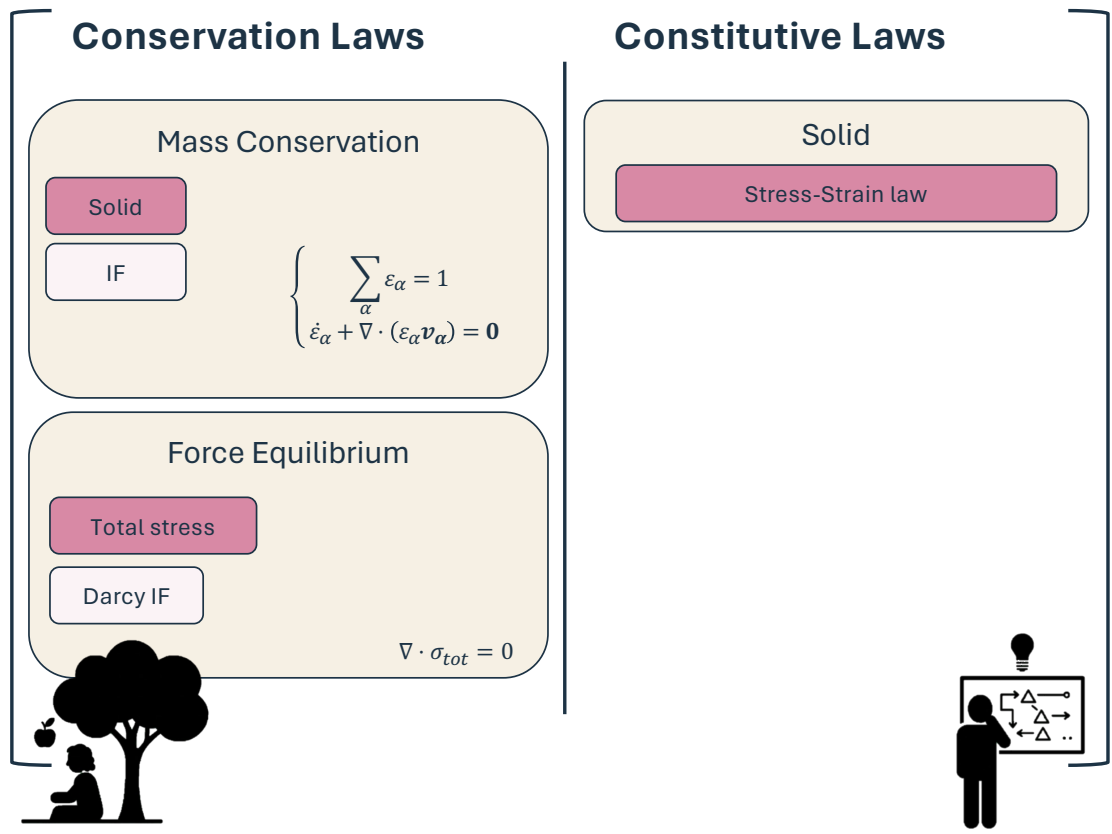 Conservation Laws
Constitutive Laws
Mass Conservation
Solid
IF
∑_α ε_α = 1
ε̇_α + ∇ · (ε_α 𝒗_𝜶) = 𝟎
Force Equilibrium
Total stress
Darcy IF
∇ · σ_tot = 0
Solid
Stress-Strain law